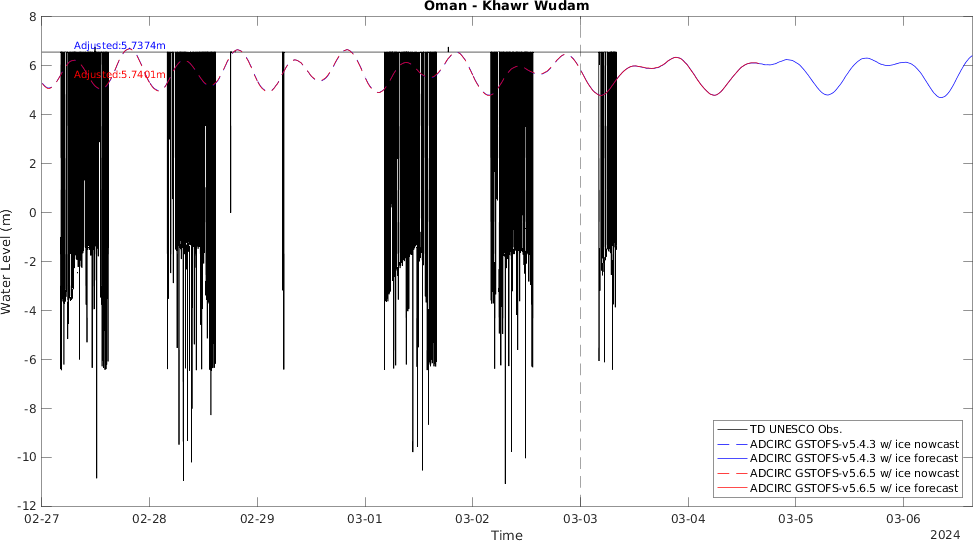 Oman - Khawr Wudam
8
6
4
2
0
-2
-4
-6
-8
-10
-12
Water Level (m)
Adjusted:5.7374m
Adjusted:5.7401m
TD UNESCO Obs.
ADCIRC GSTOFS-v5.4.3 w/ ice nowcast
ADCIRC GSTOFS-v5.4.3 w/ ice forecast
ADCIRC GSTOFS-v5.6.5 w/ ice nowcast
ADCIRC GSTOFS-v5.6.5 w/ ice forecast
02-27 02-28 02-29 03-01 03-02 03-03 03-04 03-05 03-06
Time
2024